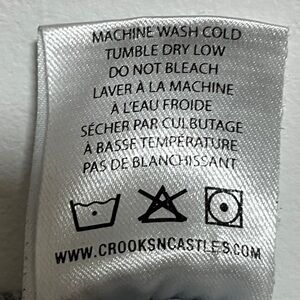 MACHINE WASH COLD
TUMBLE DRY LOW
DO NOT BLEACH
LAVER À LA MACHINE
À L'EAU FROIDE
SÉCHER PAR CULBUTAGE
À BASSE TEMPÉRATURE
PAS DE BLANCHISSANT
WWW.CROOKSNCASTLES.COM